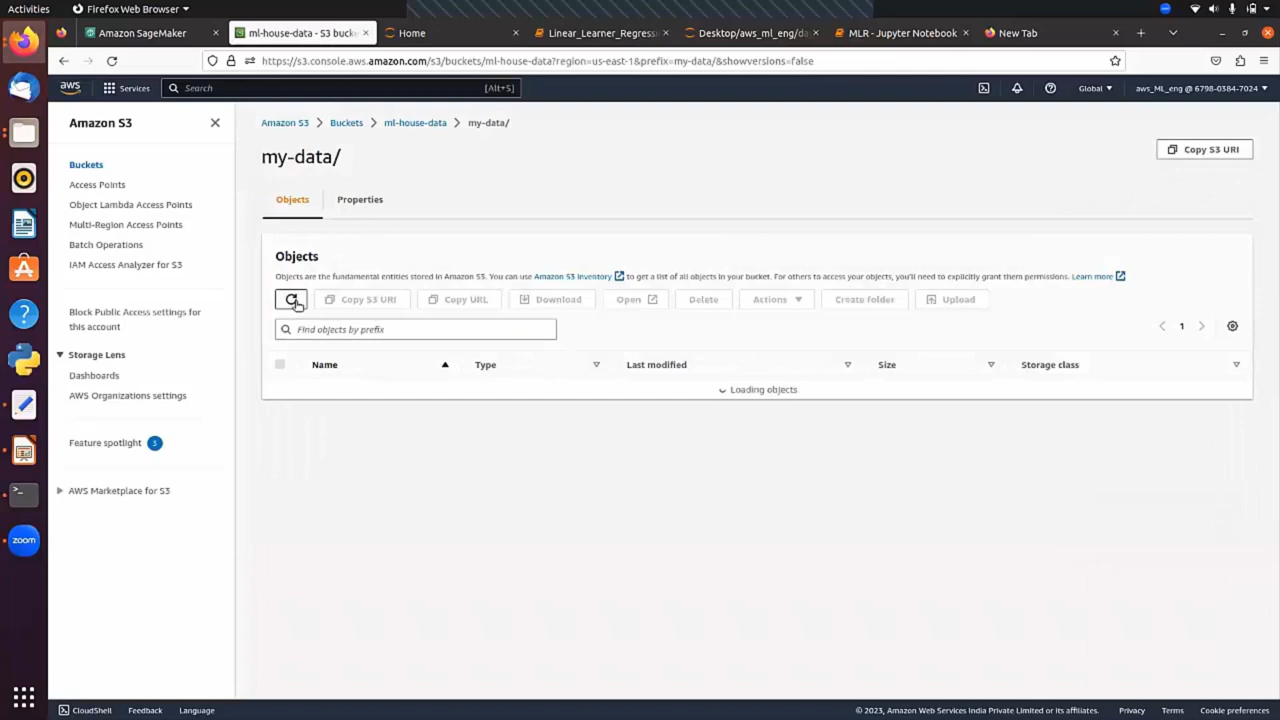 Activities Firefox Web Browser
Amazon SageMaker ml-house-data - S3 bucke Home Linear_Learner_Regressi Desktop/aws_ml_eng/da MLR - Jupyter Notebook New Tab
https://s3.console.aws.amazon.com/s3/buckets/ml-house-data?region=us-east-1&prefix=my-data/&showversions=false
aws Services Search [Alt+S] Global aws_ML_eng @ 6798-0384-7024
Amazon S3
Buckets
Access Points
Object Lambda Access Points
Multi-Region Access Points
Batch Operations
IAM Access Analyzer for S3
Block Public Access settings for
this account
Storage Lens
Dashboards
AWS Organizations settings
Feature spotlight 3
AWS Marketplace for S3
Amazon S3 > Buckets > ml-house-data > my-data/
my-data/
Copy S3 URI
Objects Properties
Objects
Objects are the fundamental entities stored in Amazon S3. You can use Amazon S3 Inventory to get a list of all objects in your bucket. For others to access your objects, you'll need to explicitly grant them permissions. Learn more
Copy S3 URI Copy URL Download Open Delete Actions Create folder Upload
Find objects by prefix
1
Name Type Last modified Size Storage class
Loading objects
zoom
CloudShell Feedback Language © 2023, Amazon Web Services India Private Limited or its affiliates. Privacy Terms Cookie preferences